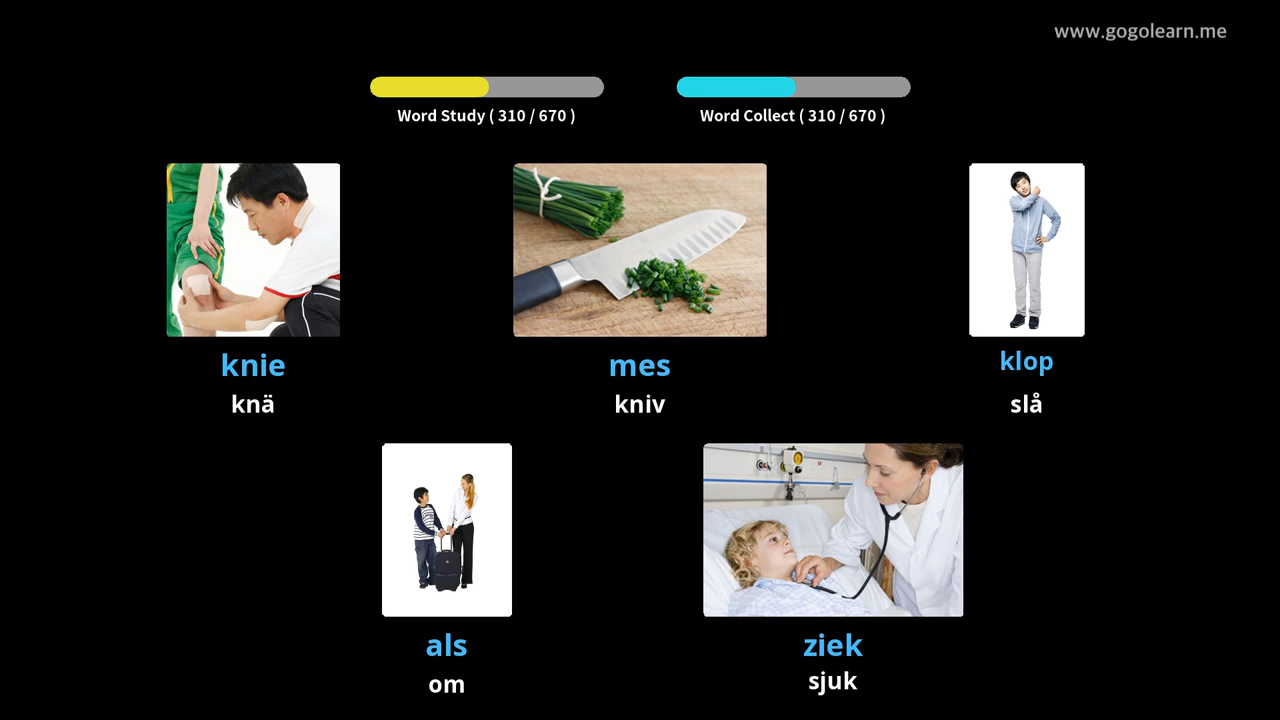 www.gogolearn.me
Word Study ( 310 / 670 )
Word Collect ( 310 / 670 )
knie
knä
mes
kniv
klop
slå
als
om
ziek
sjuk